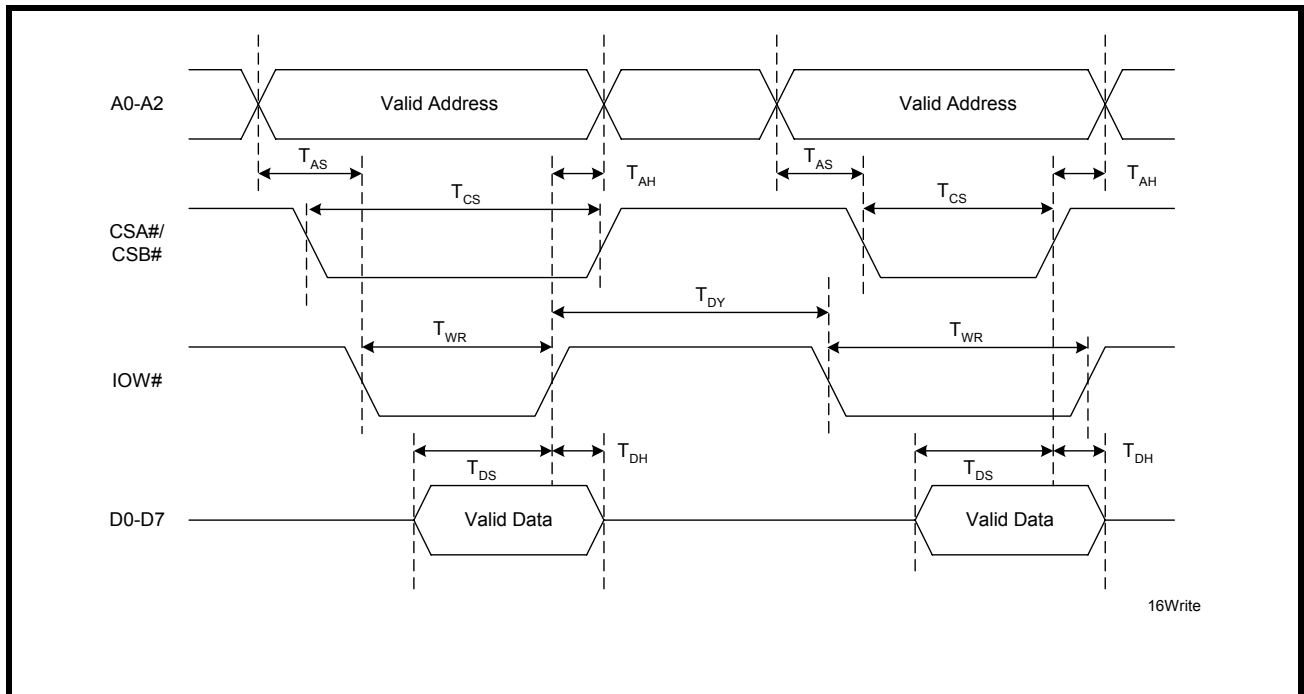 A0-A2
Valid Address
Valid Address
TAS
TAH
TAS
TAH
TCS
TCS
CSA#/
CSB#
TDY
TWR
TWR
IOW#
TDS
TDH
TDS
TDH
D0-D7
Valid Data
Valid Data
16Write